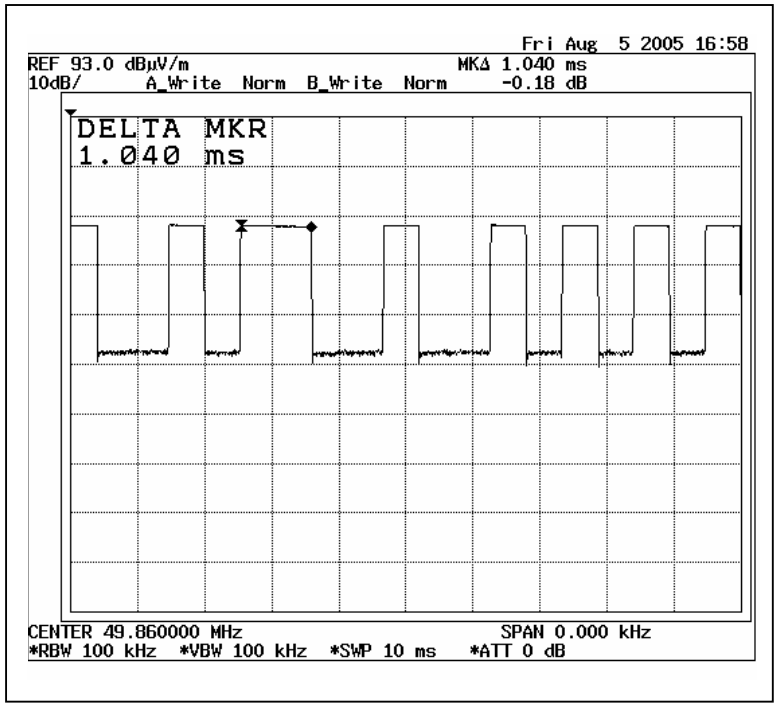 Fri Aug 5 2005 16:58
REF 93.0 dBµV/m MKΔ 1.040 ms
10dB/ A_Write Norm B_Write Norm -0.18 dB
DELTA MKR
1.040 ms
CENTER 49.860000 MHz SPAN 0.000 kHz
*RBW 100 kHz *VBW 100 kHz *SWP 10 ms *ATT 0 dB